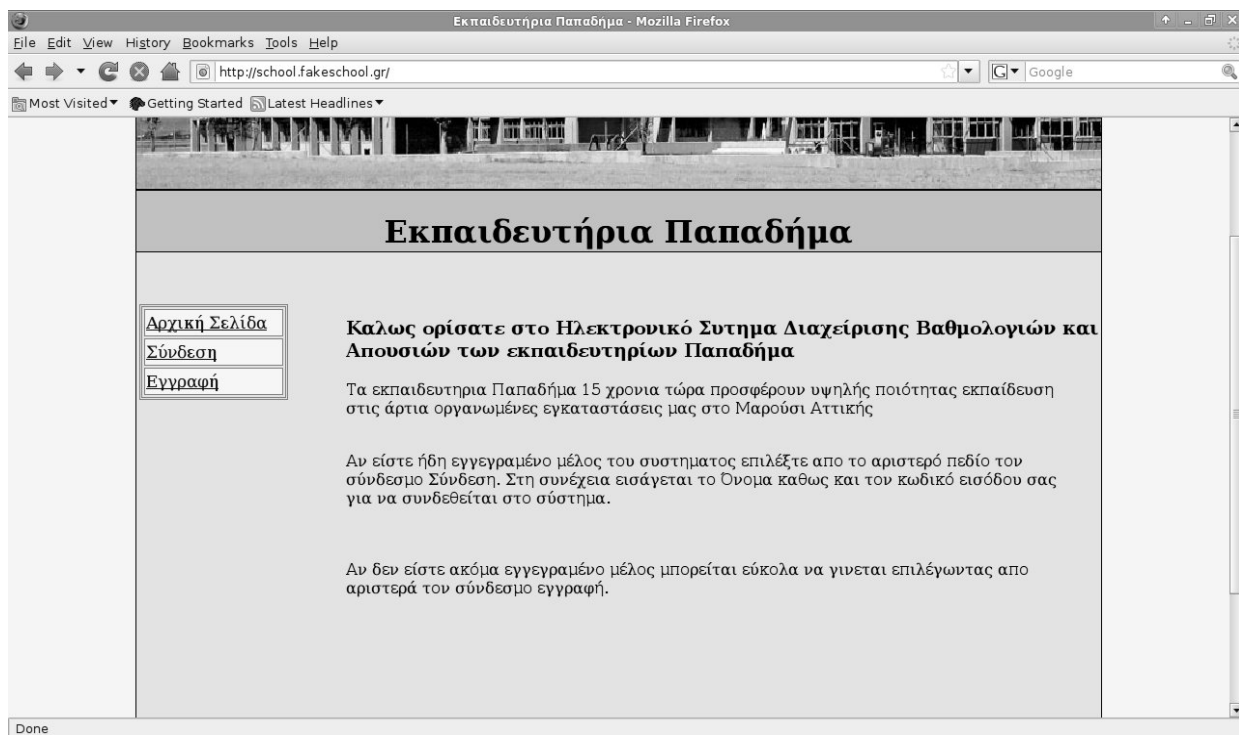 Εκπαιδευτήρια Παπαδήμα - Mozilla Firefox
File Edit View History Bookmarks Tools Help
http://school.fakeschool.gr/
G Google
Most Visited Getting Started Latest Headlines
Εκπαιδευτήρια Παπαδήμα
Αρχική Σελίδα
Σύνδεση
Εγγραφή
Καλως ορίσατε στο Ηλεκτρονικό Συτημα Διαχείρισης Βαθμολογιών και
Απουσιών των εκπαιδευτηρίων Παπαδήμα
Τα εκπαιδευτηρια Παπαδήμα 15 χρονια τώρα προσφέρουν υψηλής ποιότητας εκπαίδευση
στις άρτια οργανωμένες εγκαταστάσεις μας στο Μαρούσι Αττικής
Αν είστε ήδη εγγεγραμένο μέλος του συστηματος επιλέξτε απο το αριστερό πεδίο τον
σύνδεσμο Σύνδεση. Στη συνέχεια εισάγεται το Όνομα καθως και τον κωδικό εισόδου σας
για να συνδεθείται στο σύστημα.
Αν δεν είστε ακόμα εγγεγραμένο μέλος μπορείται εύκολα να γινεται επιλέγωντας απο
αριστερά τον σύνδεσμο εγγραφή.
Done